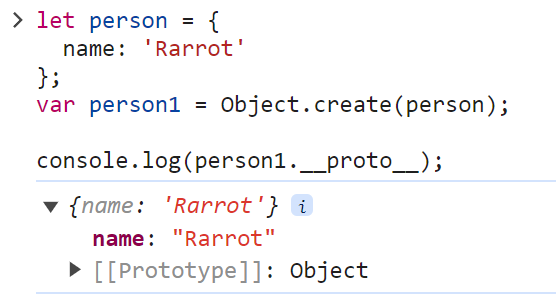 let person = {
  name: 'Rarrot'
};
var person1 = Object.create(person);
console.log(person1.__proto__);
{name: 'Rarrot'} i
name: "Rarrot"
[[Prototype]]: Object